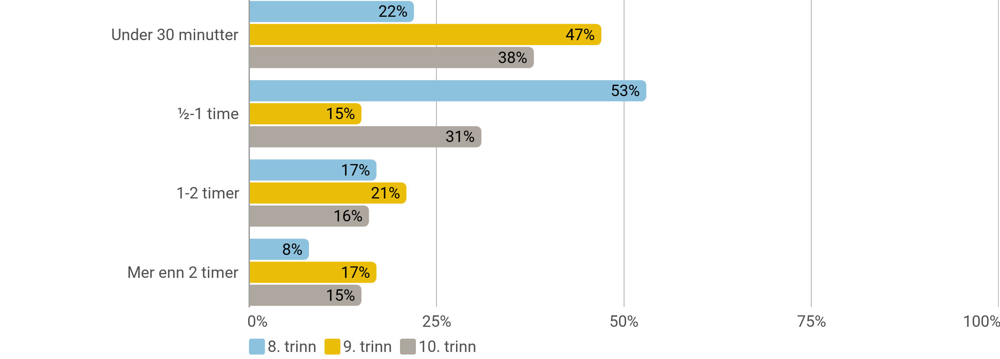 22%
Under 30 minutter
47%
38%
53%
½-1 time
15%
31%
17%
1-2 timer
21%
16%
8%
Mer enn 2 timer
17%
15%
0% 25% 50% 75% 100%
8. trinn 9. trinn 10. trinn